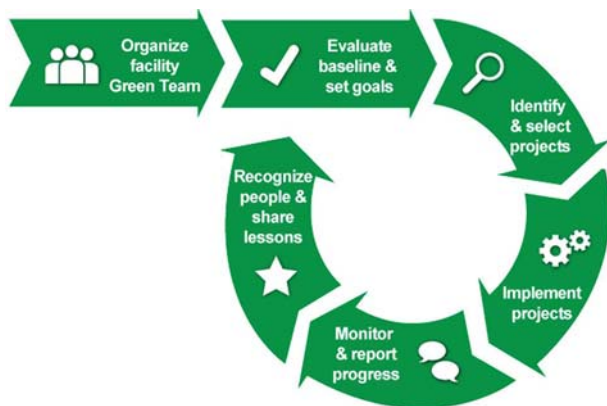 Organize
facility
Green Team
Evaluate
baseline &
set goals
Identify
& select
projects
Implement
projects
Monitor
& report
progress
Recognize
people &
share
lessons